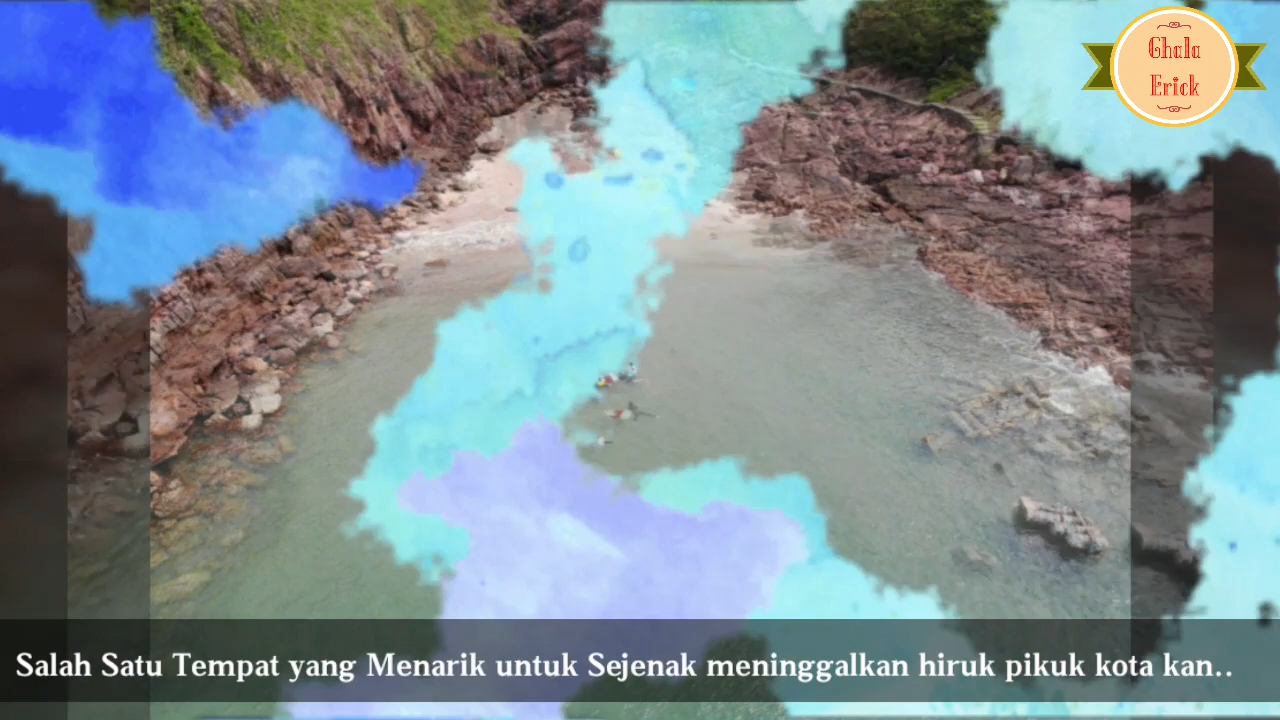 Ghala
Erick
Salah Satu Tempat yang Menarik untuk Sejenak meninggalkan hiruk pikuk kota kan..